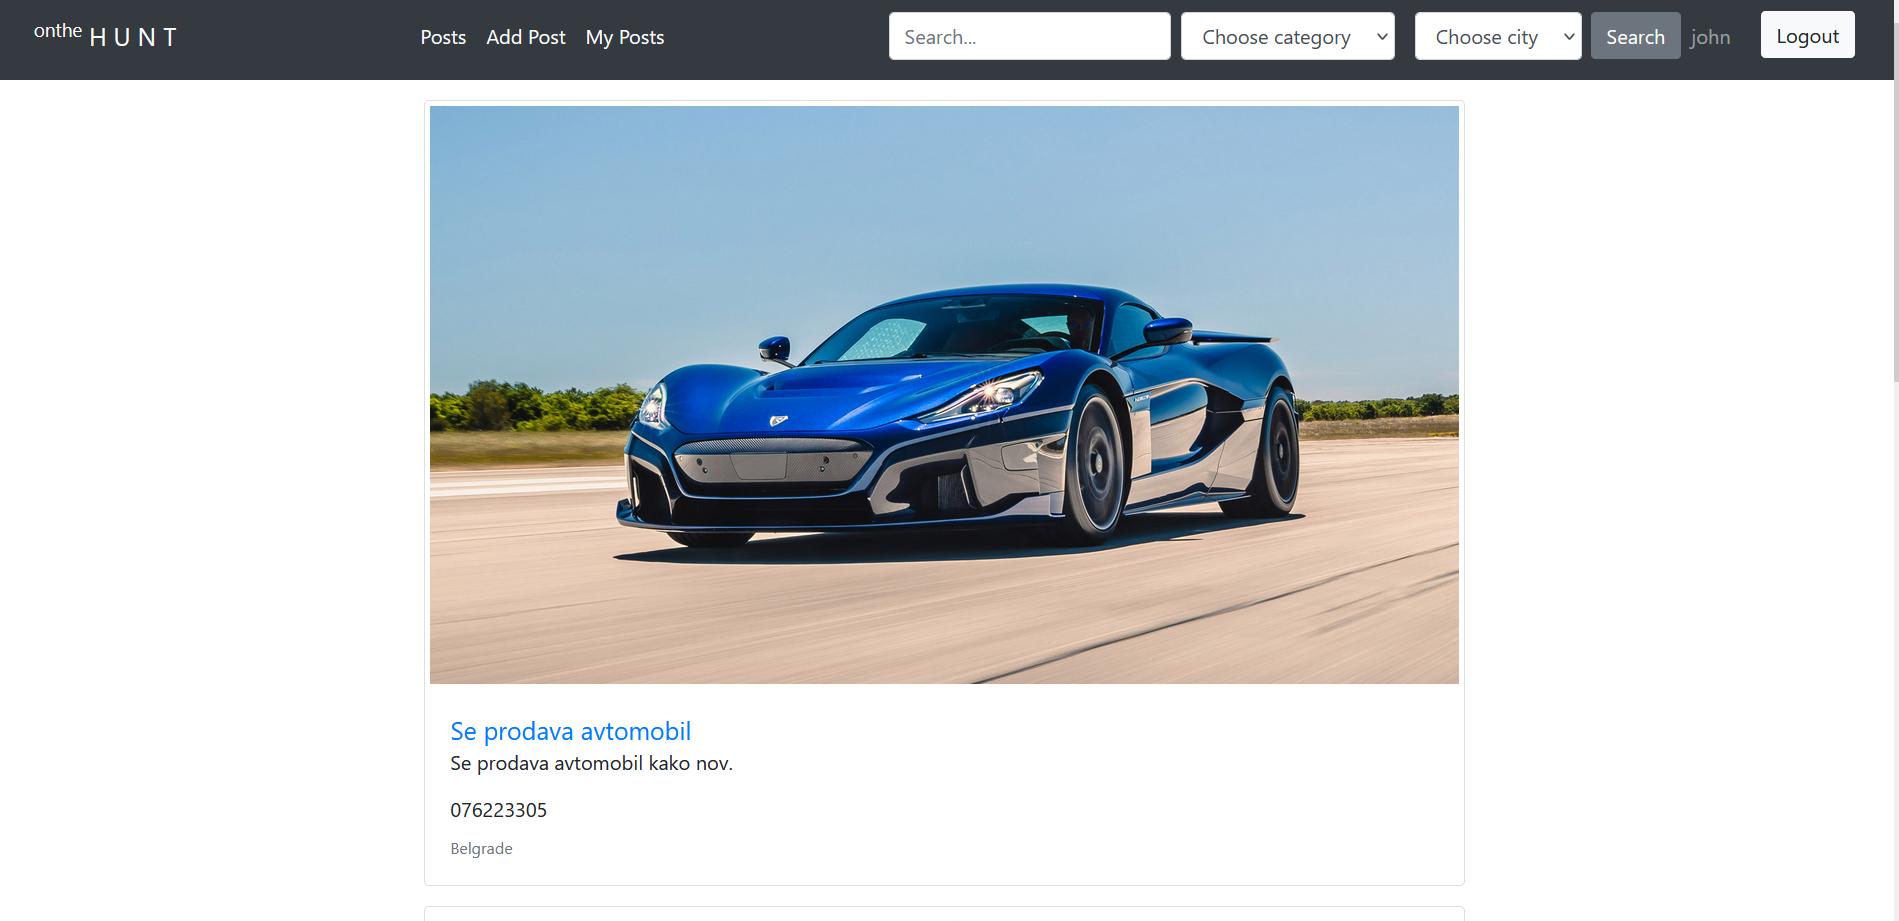 onthe HUNT
Posts Add Post My Posts
Search... Choose category Choose city Search john Logout
Se prodava avtomobil
Se prodava avtomobil kako nov.
076223305
Belgrade